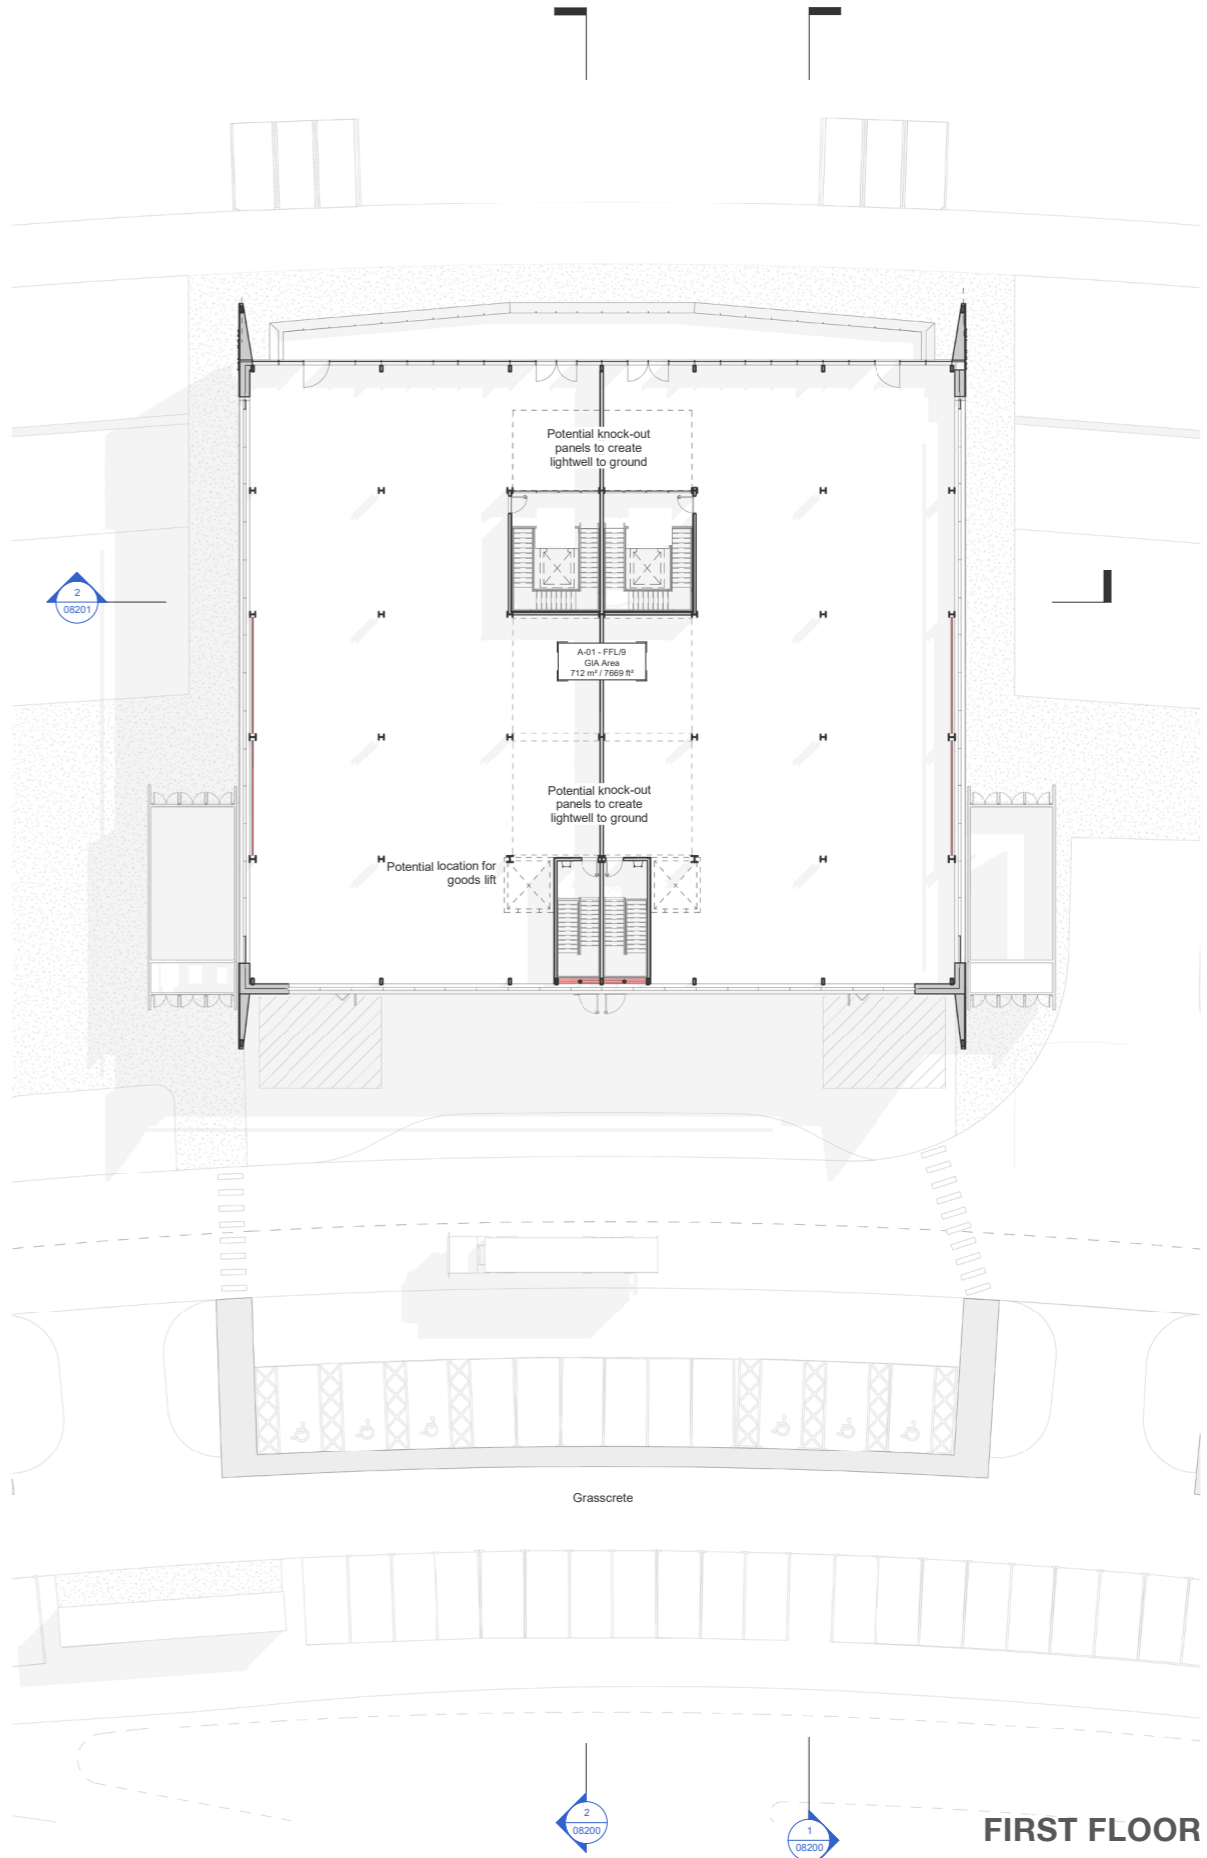 Potential knock-out
panels to create
lightwell to ground
2
08201
A-01 - FFL/9
GIA Area
712 m² / 7669 ft²
Potential knock-out
panels to create
lightwell to ground
Potential location for
goods lift
Grasscrete
2
08200
1
08200
FIRST FLOOR